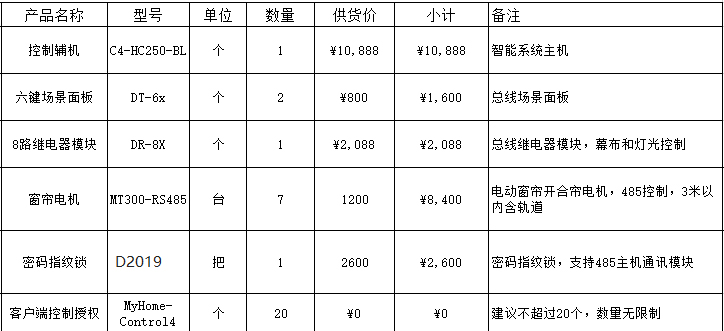 产品名称 型号 单位 数量 供货价 小计 备注
控制辅机 C4-HC250-BL 个 1 ¥10,888 ¥10,888 智能系统主机
六键场景面板 DT-6x 个 2 ¥800 ¥1,600 总线场景面板
8路继电器模块 DR-8X 个 1 ¥2,088 ¥2,088 总线继电器模块，幕布和灯光控制
窗帘电机 MT300-RS485 台 7 1200 ¥8,400 电动窗帘开合帘电机，485控制，3米以
内含轨道
密码指纹锁 D2019 把 1 2600 ¥2,600 密码指纹锁，支持485主机通讯模块
客户端控制授权 MyHome-
Control4 个 20 ¥0 ¥0 建议不超过20个，数量无限制